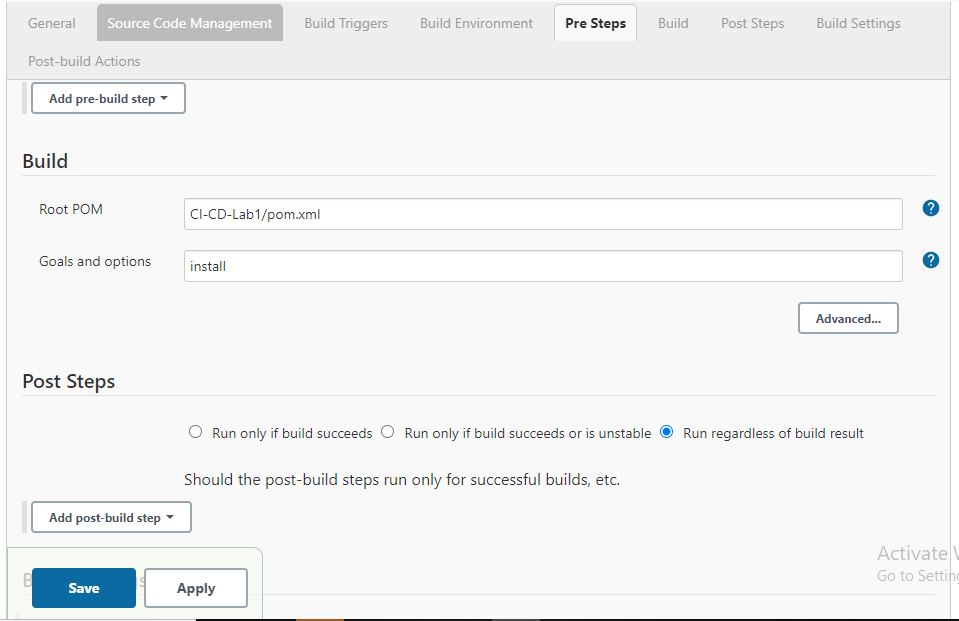 General Source Code Management Build Triggers Build Environment Pre Steps Build Post Steps Build Settings
Post-build Actions
Add pre-build step
Build
Root POM CI-CD-Lab1/pom.xml ?
Goals and options install ?
Advanced...
Post Steps
Run only if build succeeds Run only if build succeeds or is unstable Run regardless of build result
Should the post-build steps run only for successful builds, etc.
Add post-build step
Activate
Go to Setting
Save Apply